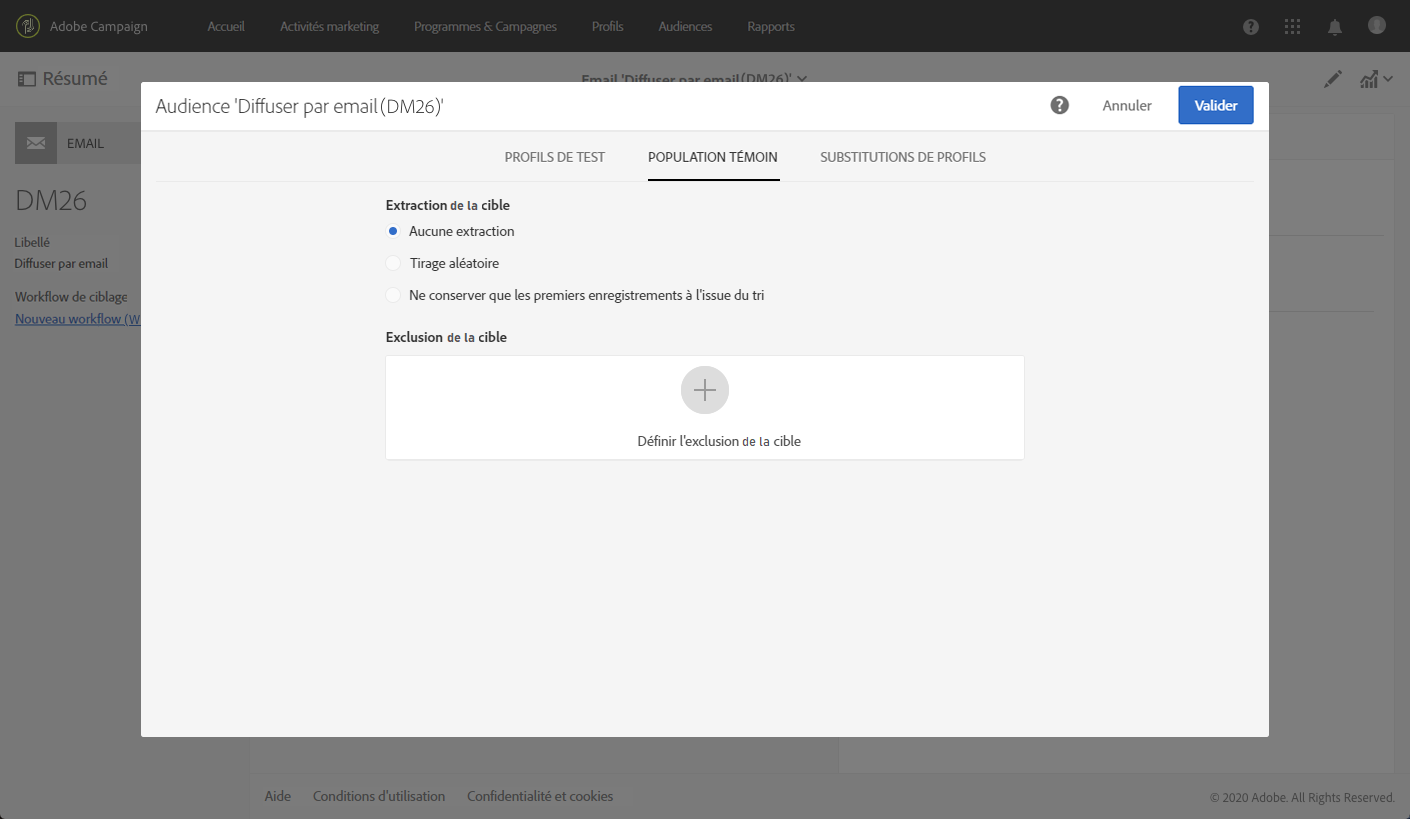 Adobe Campaign
Accueil
Activités marketing
Programmes & Campagnes
Profils
Audiences
Rapports
Résumé
Email 'Diffuser par email(DM26)'
Audience 'Diffuser par email(DM26)'
Annuler
Valider
EMAIL
PROFILS DE TEST
POPULATION TÉMOIN
SUBSTITUTIONS DE PROFILS
DM26
Libellé
Diffuser par email
Workflow de ciblage
Nouveau workflow (W
Extraction de la cible
Aucune extraction
Tirage aléatoire
Ne conserver que les premiers enregistrements à l'issue du tri
Exclusion de la cible
Définir l'exclusion de la cible
Aide
Conditions d'utilisation
Confidentialité et cookies
© 2020 Adobe. All Rights Reserved.